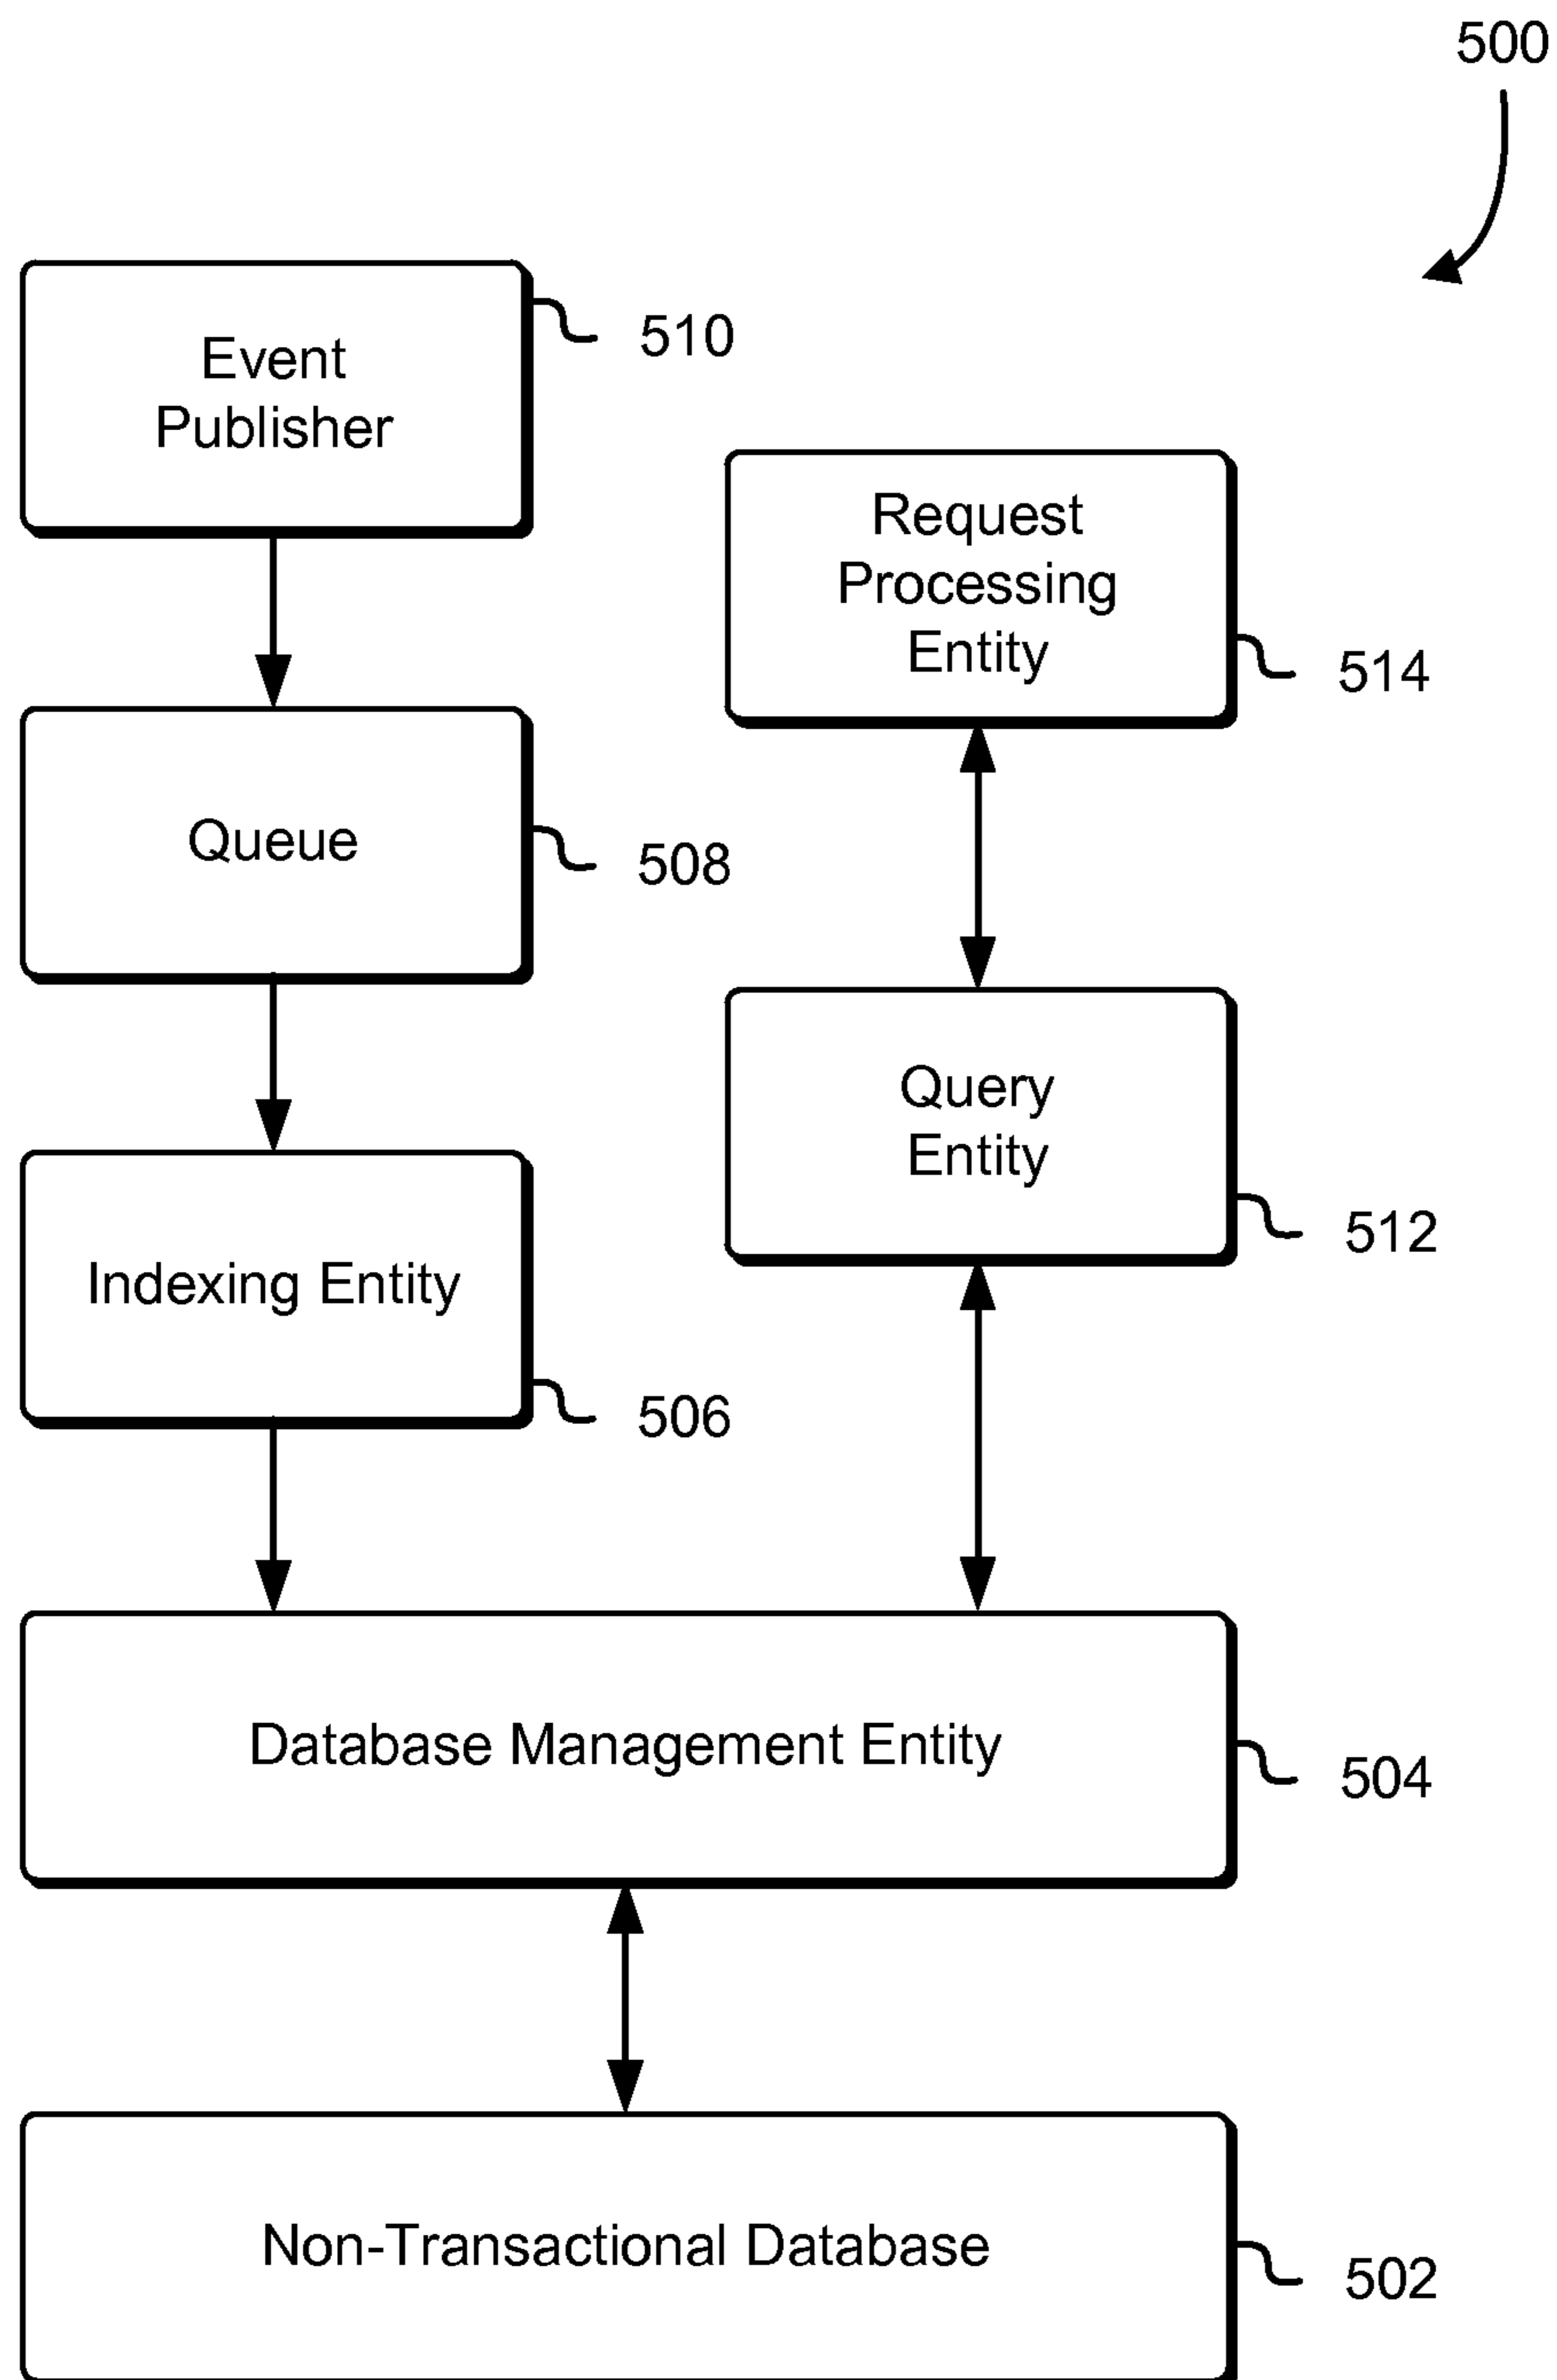 500
Event
Publisher
510
Request
Processing
Entity
514
Queue
508
Query
Entity
512
Indexing Entity
506
Database Management Entity
504
Non-Transactional Database
502